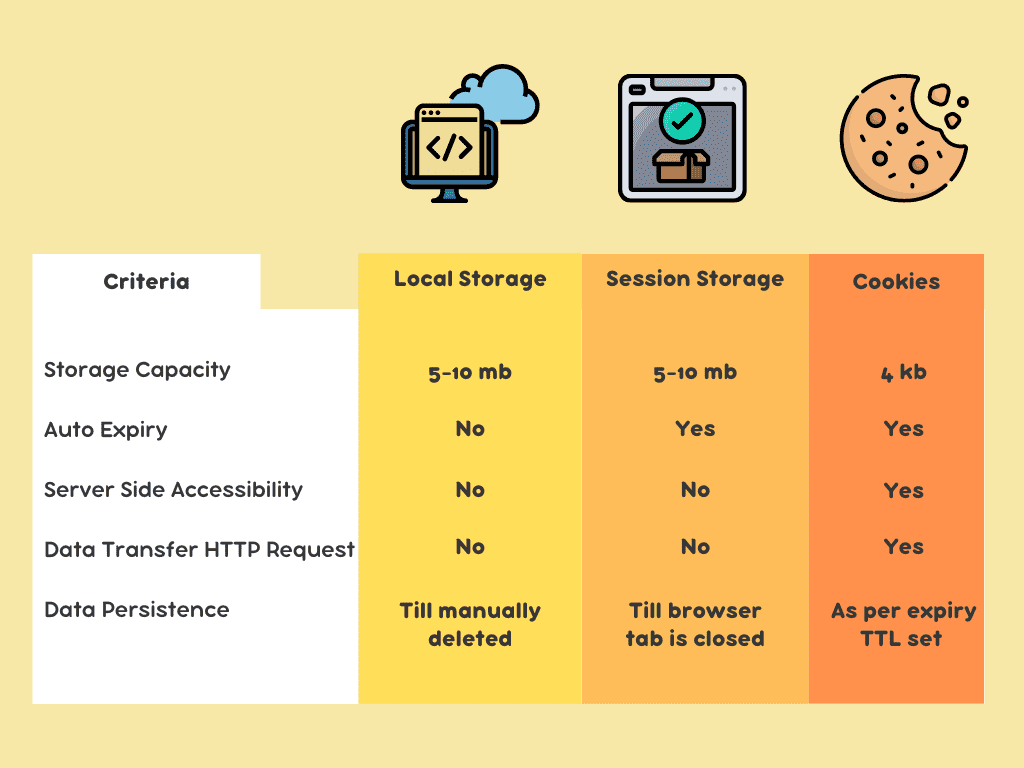 </>
Criteria
Local Storage
Session Storage
Cookies
Storage Capacity
5-10 mb
5-10 mb
4 kb
Auto Expiry
No
Yes
Yes
Server Side Accessibility
No
No
Yes
Data Transfer HTTP Request
No
No
Yes
Data Persistence
Till manually
deleted
Till browser
tab is closed
As per expiry
TTL set